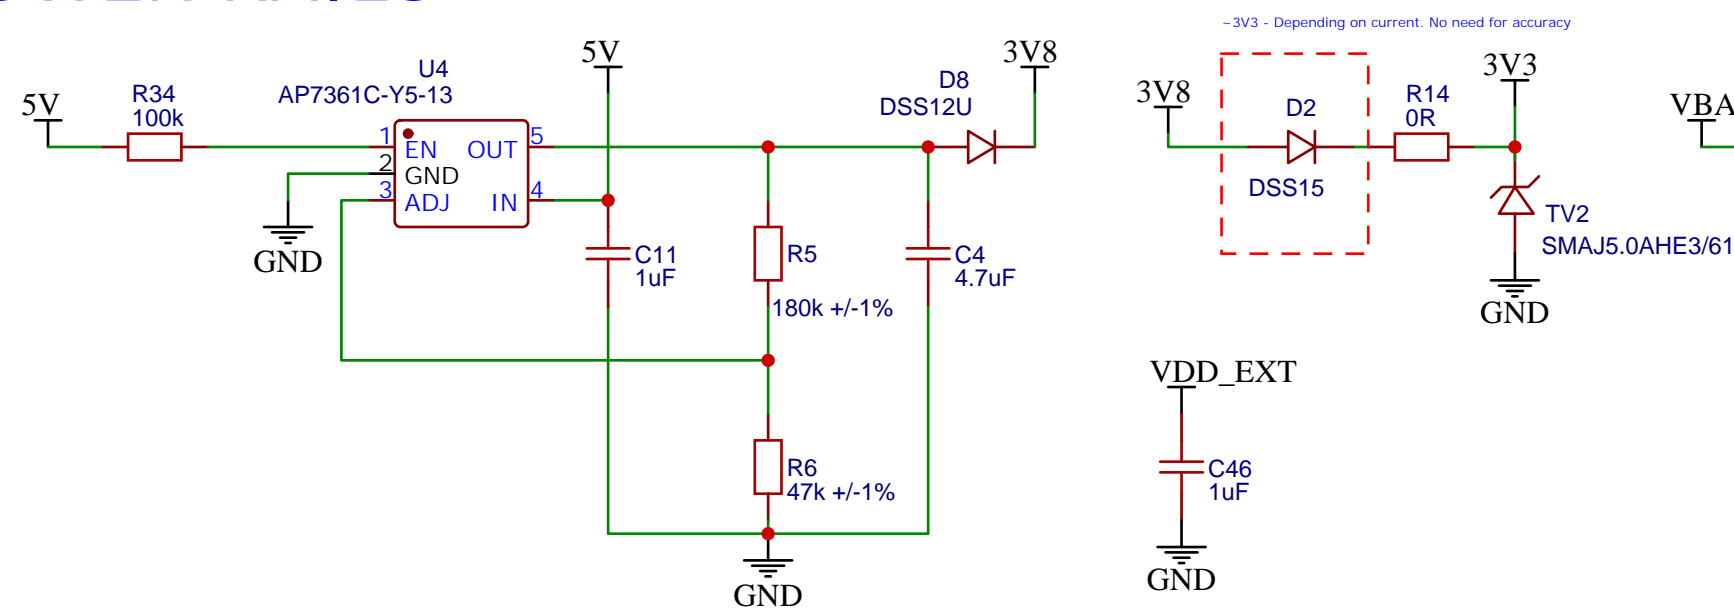 ~3V3 - Depending on current. No need for accuracy
5V
R34
100k
U4
AP7361C-Y5-13
1
EN
2
GND
3
ADJ
OUT
5
IN
4
GND
5V
C11
1uF
R5
180k +/-1%
R6
47k +/-1%
GND
C4
4.7uF
D8
DSS12U
3V8
3V8
D2
DSS15
R14
0R
3V3
TV2
SMAJ5.0AHE3/61
GND
VDD_EXT
C46
1uF
GND
VBA